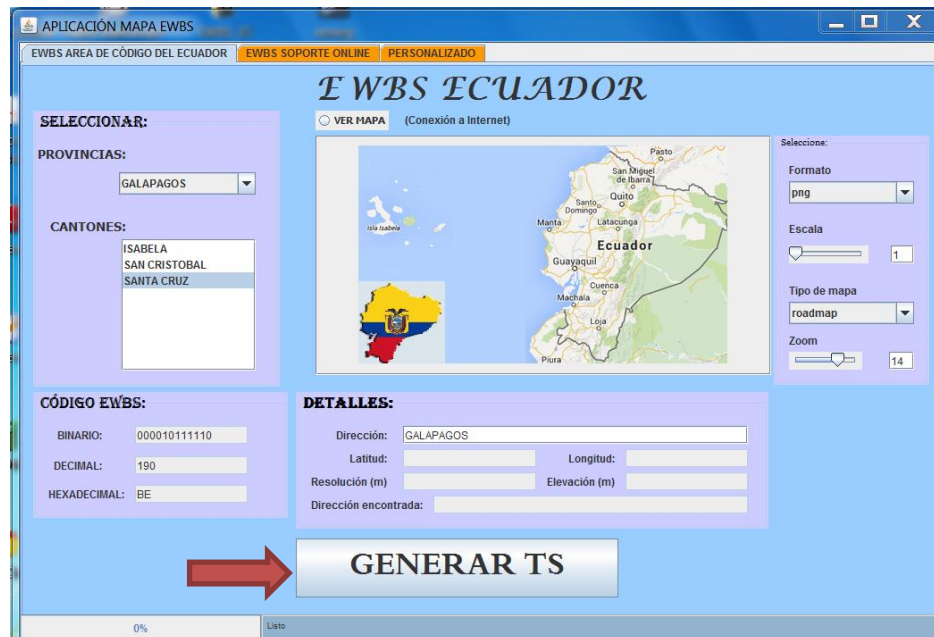 APLICACIÓN MAPA EWBS
EWBS AREA DE CÓDIGO DEL ECUADOR
EWBS SOPORTE ONLINE
PERSONALIZADO
EWBS ECUADOR
SELECCIONAR:
PROVINCIAS:
GALAPAGOS
CANTONES:
ISABELA
SAN CRISTOBAL
SANTA CRUZ
VER MAPA (Conexión a Internet)
Pasto
San Miguel
de Ibarra
Quito
Santo
Domingo
Manta
Latacunga
Isla Isabela
Ecuador
Guayaquil
Cuenca
Machala
Loja
Piura
Seleccione:
Formato
png
Escala
1
Tipo de mapa
roadmap
Zoom
14
CÓDIGO EWBS:
BINARIO: 000010111110
DECIMAL: 190
HEXADECIMAL: BE
DETALLES:
Dirección: GALAPAGOS
Latitud: Longitud:
Resolución (m) Elevación (m)
Dirección encontrada:
GENERAR TS
0%
Listo